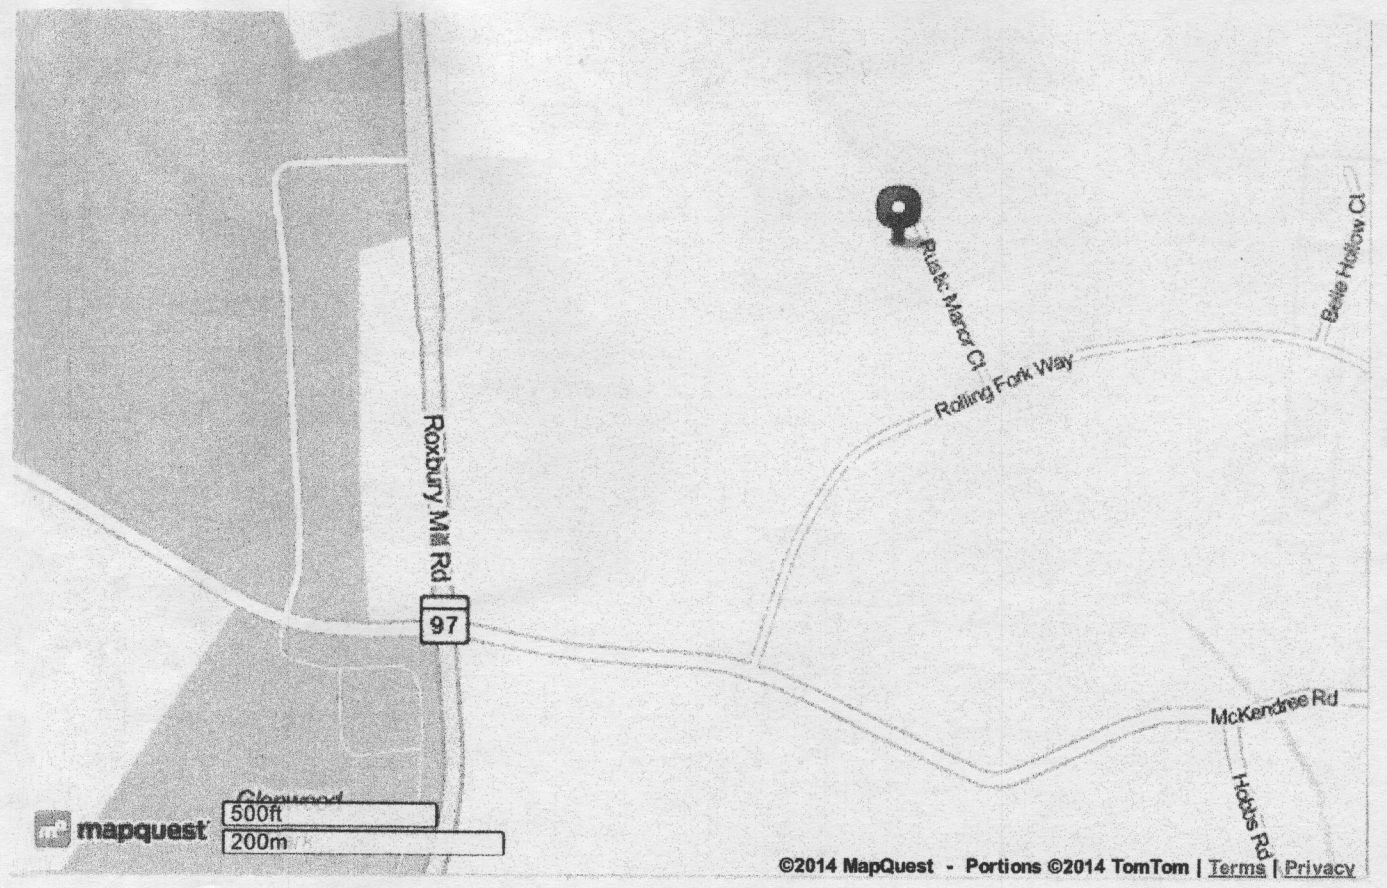 Belle Hollow Ct
Rustic Manor Ct
Rolling Fork Way
Roxbury Mill Rd
97
McKendree Rd
Hobbs Rd
Glenwood
500ft
mapquest
200m
©2014 MapQuest - Portions ©2014 TomTom | Terms | Privacy